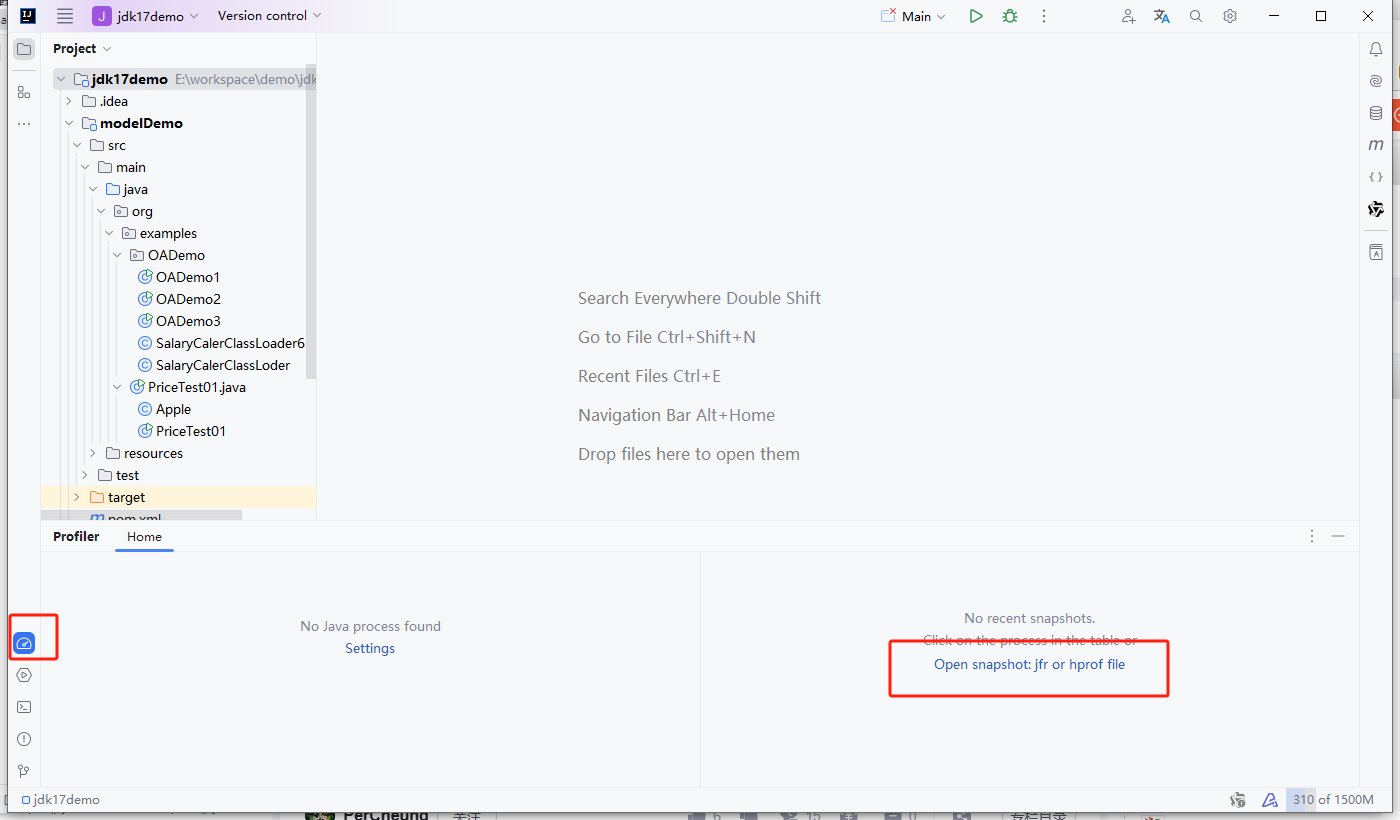 J jdk17demo Version control Main
Project
jdk17demo E:\workspace\demo\jdk
.idea
modelDemo
src
main
java
org
examples
OADemo
OADemo1
OADemo2
OADemo3
SalaryCalerClassLoader6
SalaryCalerClassLoder
PriceTest01.java
Apple
PriceTest01
resources
test
target
pom.xml
Search Everywhere Double Shift
Go to File Ctrl+Shift+N
Recent Files Ctrl+E
Navigation Bar Alt+Home
Drop files here to open them
Profiler Home
No Java process found
Settings
No recent snapshots.
Click on the process in the table or
Open snapshot: jfr or hprof file
jdk17demo 310 of 1500M
PerCheung